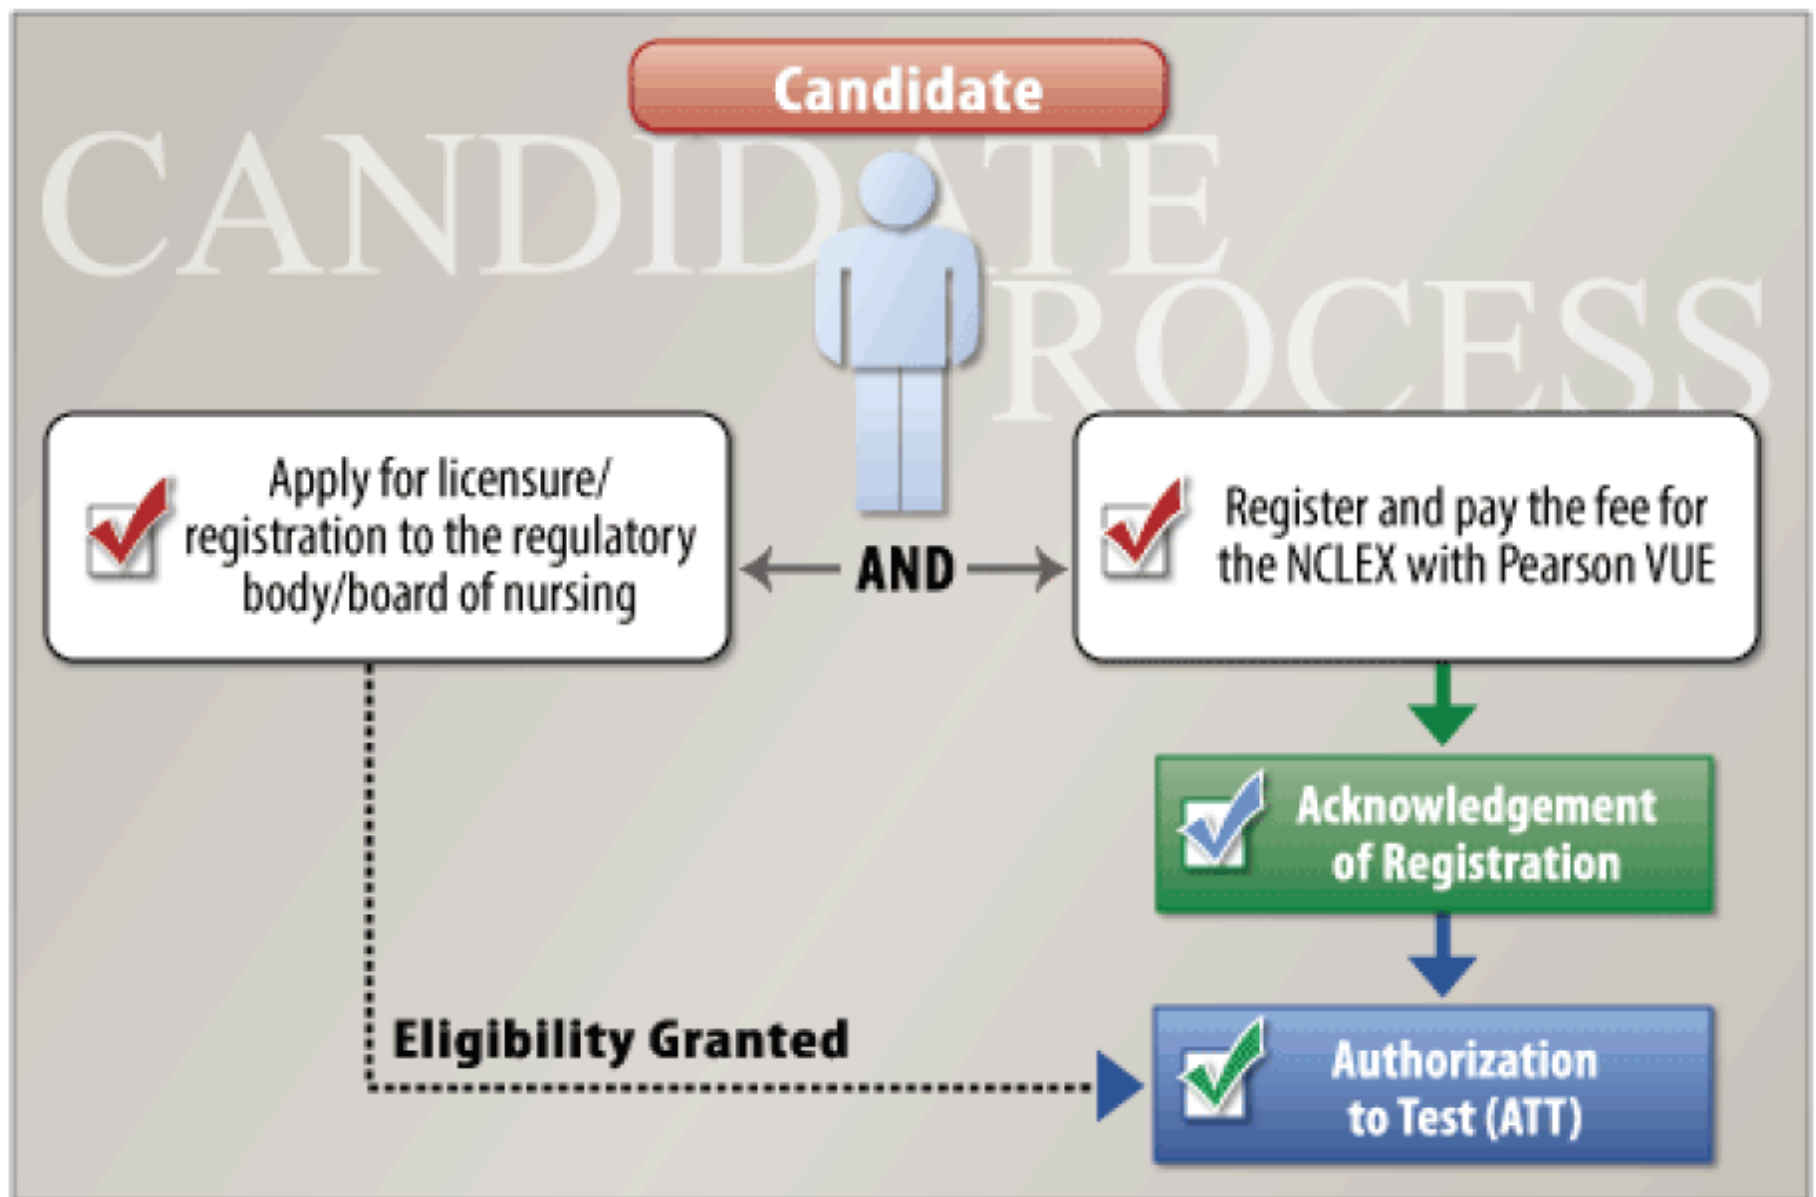 Candidate
CANDIDATE
PROCESS
Apply for licensure/
registration to the regulatory
body/board of nursing
AND
Register and pay the fee for
the NCLEX with Pearson VUE
Acknowledgement
of Registration
Eligibility Granted
Authorization
to Test (ATT)